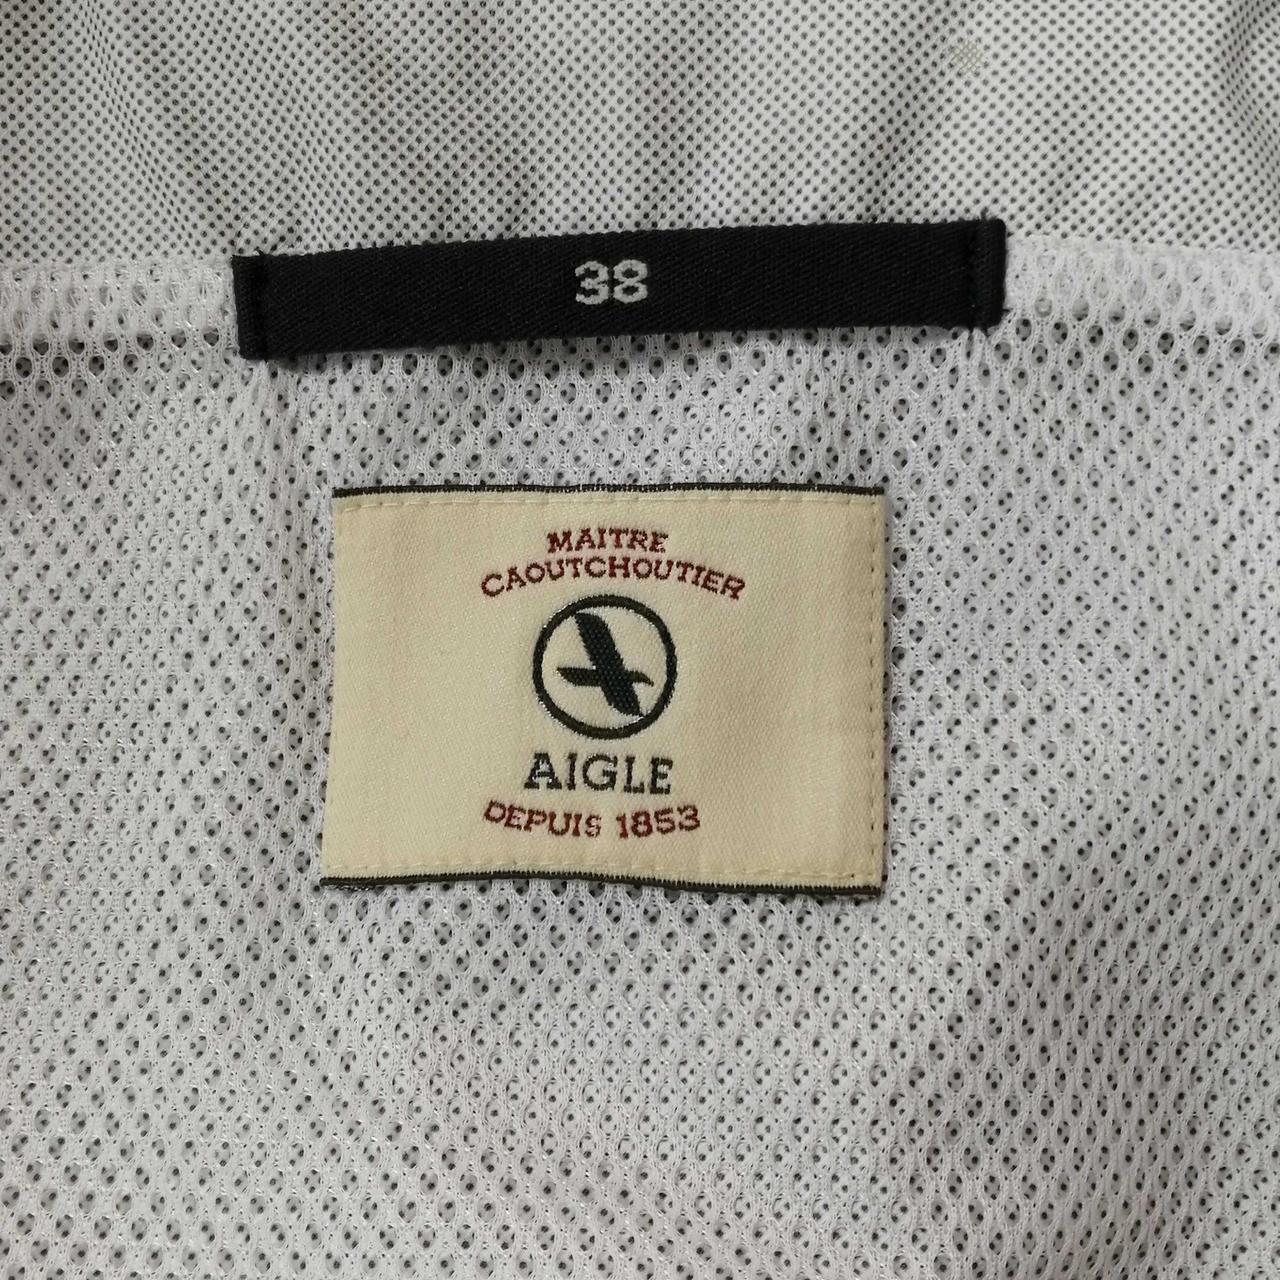 38
MAITRE
CAOUTCHOUTIER
AIGLE
DEPUIS 1853